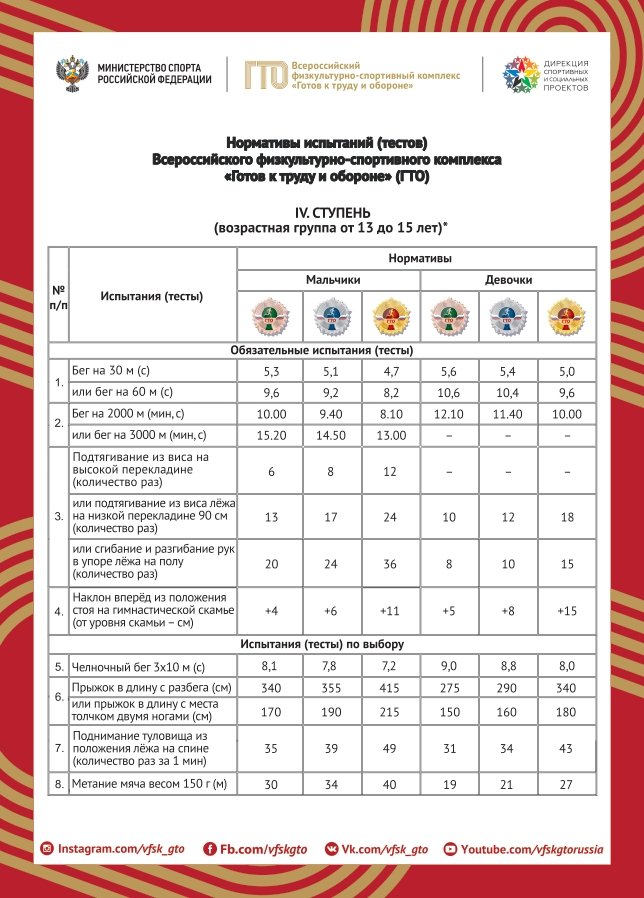 МИНИСТЕРСТВО СПОРТА
РОССИЙСКОЙ ФЕДЕРАЦИИ
ГТО
Всероссийский
физкультурно-спортивный комплекс
«Готов к труду и обороне»
ДИРЕКЦИЯ
СПОРТИВНЫХ
И СОЦИАЛЬНЫХ
ПРОЕКТОВ
Нормативы испытаний (тестов)
Всероссийского физкультурно-спортивного комплекса
«Готов к труду и обороне» (ГТО)
IV. СТУПЕНЬ
(возрастная группа от 13 до 15 лет)*
№ п/п Испытания (тесты) Нормативы
Мальчики Девочки
ГТО ГТО ГТО ГТО ГТО ГТО
Обязательные испытания (тесты)
1. Бег на 30 м (с) 5,3 5,1 4,7 5,6 5,4 5,0
или бег на 60 м (с) 9,6 9,2 8,2 10,6 10,4 9,6
2. Бег на 2000 м (мин, с) 10.00 9.40 8.10 12.10 11.40 10.00
или бег на 3000 м (мин, с) 15.20 14.50 13.00 – – –
3. Подтягивание из виса на
высокой перекладине
(количество раз) 6 8 12 – – –
или подтягивание из виса лёжа
на низкой перекладине 90 см
(количество раз) 13 17 24 10 12 18
или сгибание и разгибание рук
в упоре лёжа на полу
(количество раз) 20 24 36 8 10 15
4. Наклон вперёд из положения
стоя на гимнастической скамье
(от уровня скамьи – см) +4 +6 +11 +5 +8 +15
Испытания (тесты) по выбору
5. Челночный бег 3х10 м (с) 8,1 7,8 7,2 9,0 8,8 8,0
6. Прыжок в длину с разбега (см) 340 355 415 275 290 340
или прыжок в длину с места
толчком двумя ногами (см) 170 190 215 150 160 180
7. Поднимание туловища из
положения лёжа на спине
(количество раз за 1 мин) 35 39 49 31 34 43
8. Метание мяча весом 150 г (м) 30 34 40 19 21 27
Instagram.com/vfsk_gto Fb.com/vfskgto Vk.com/vfsk_gto Youtube.com/vfskgtorussia